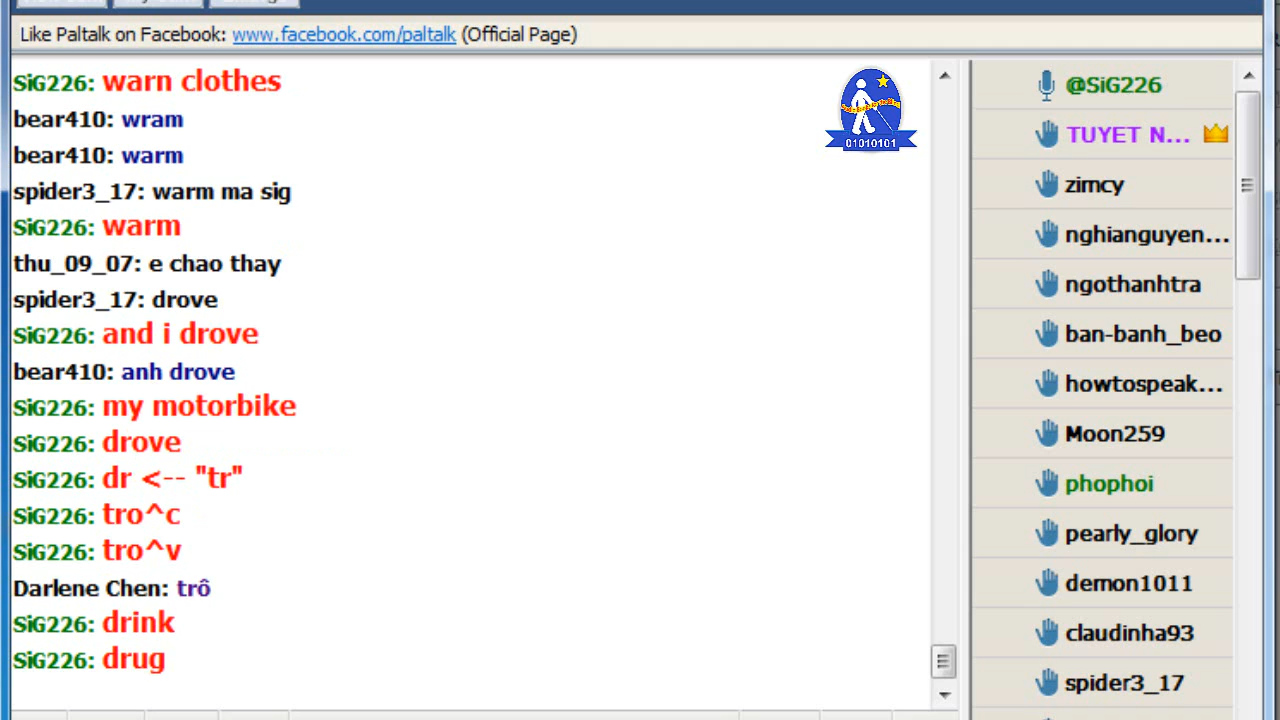 Like Paltalk on Facebook: www.facebook.com/paltalk (Official Page)
SiG226: warn clothes
bear410: wram
bear410: warm
spider3_17: warm ma sig
SiG226: warm
thu_09_07: e chao thay
spider3_17: drove
SiG226: and i drove
bear410: anh drove
SiG226: my motorbike
SiG226: drove
SiG226: dr <-- "tr"
SiG226: tro^c
SiG226: tro^v
Darlene Chen: trô
SiG226: drink
SiG226: drug
01010101
@SiG226
TUYET N...
zimcy
nghianguyen...
ngothanhtra
ban-banh_beo
howtospeak...
Moon259
phophoi
pearly_glory
demon1011
claudinha93
spider3_17